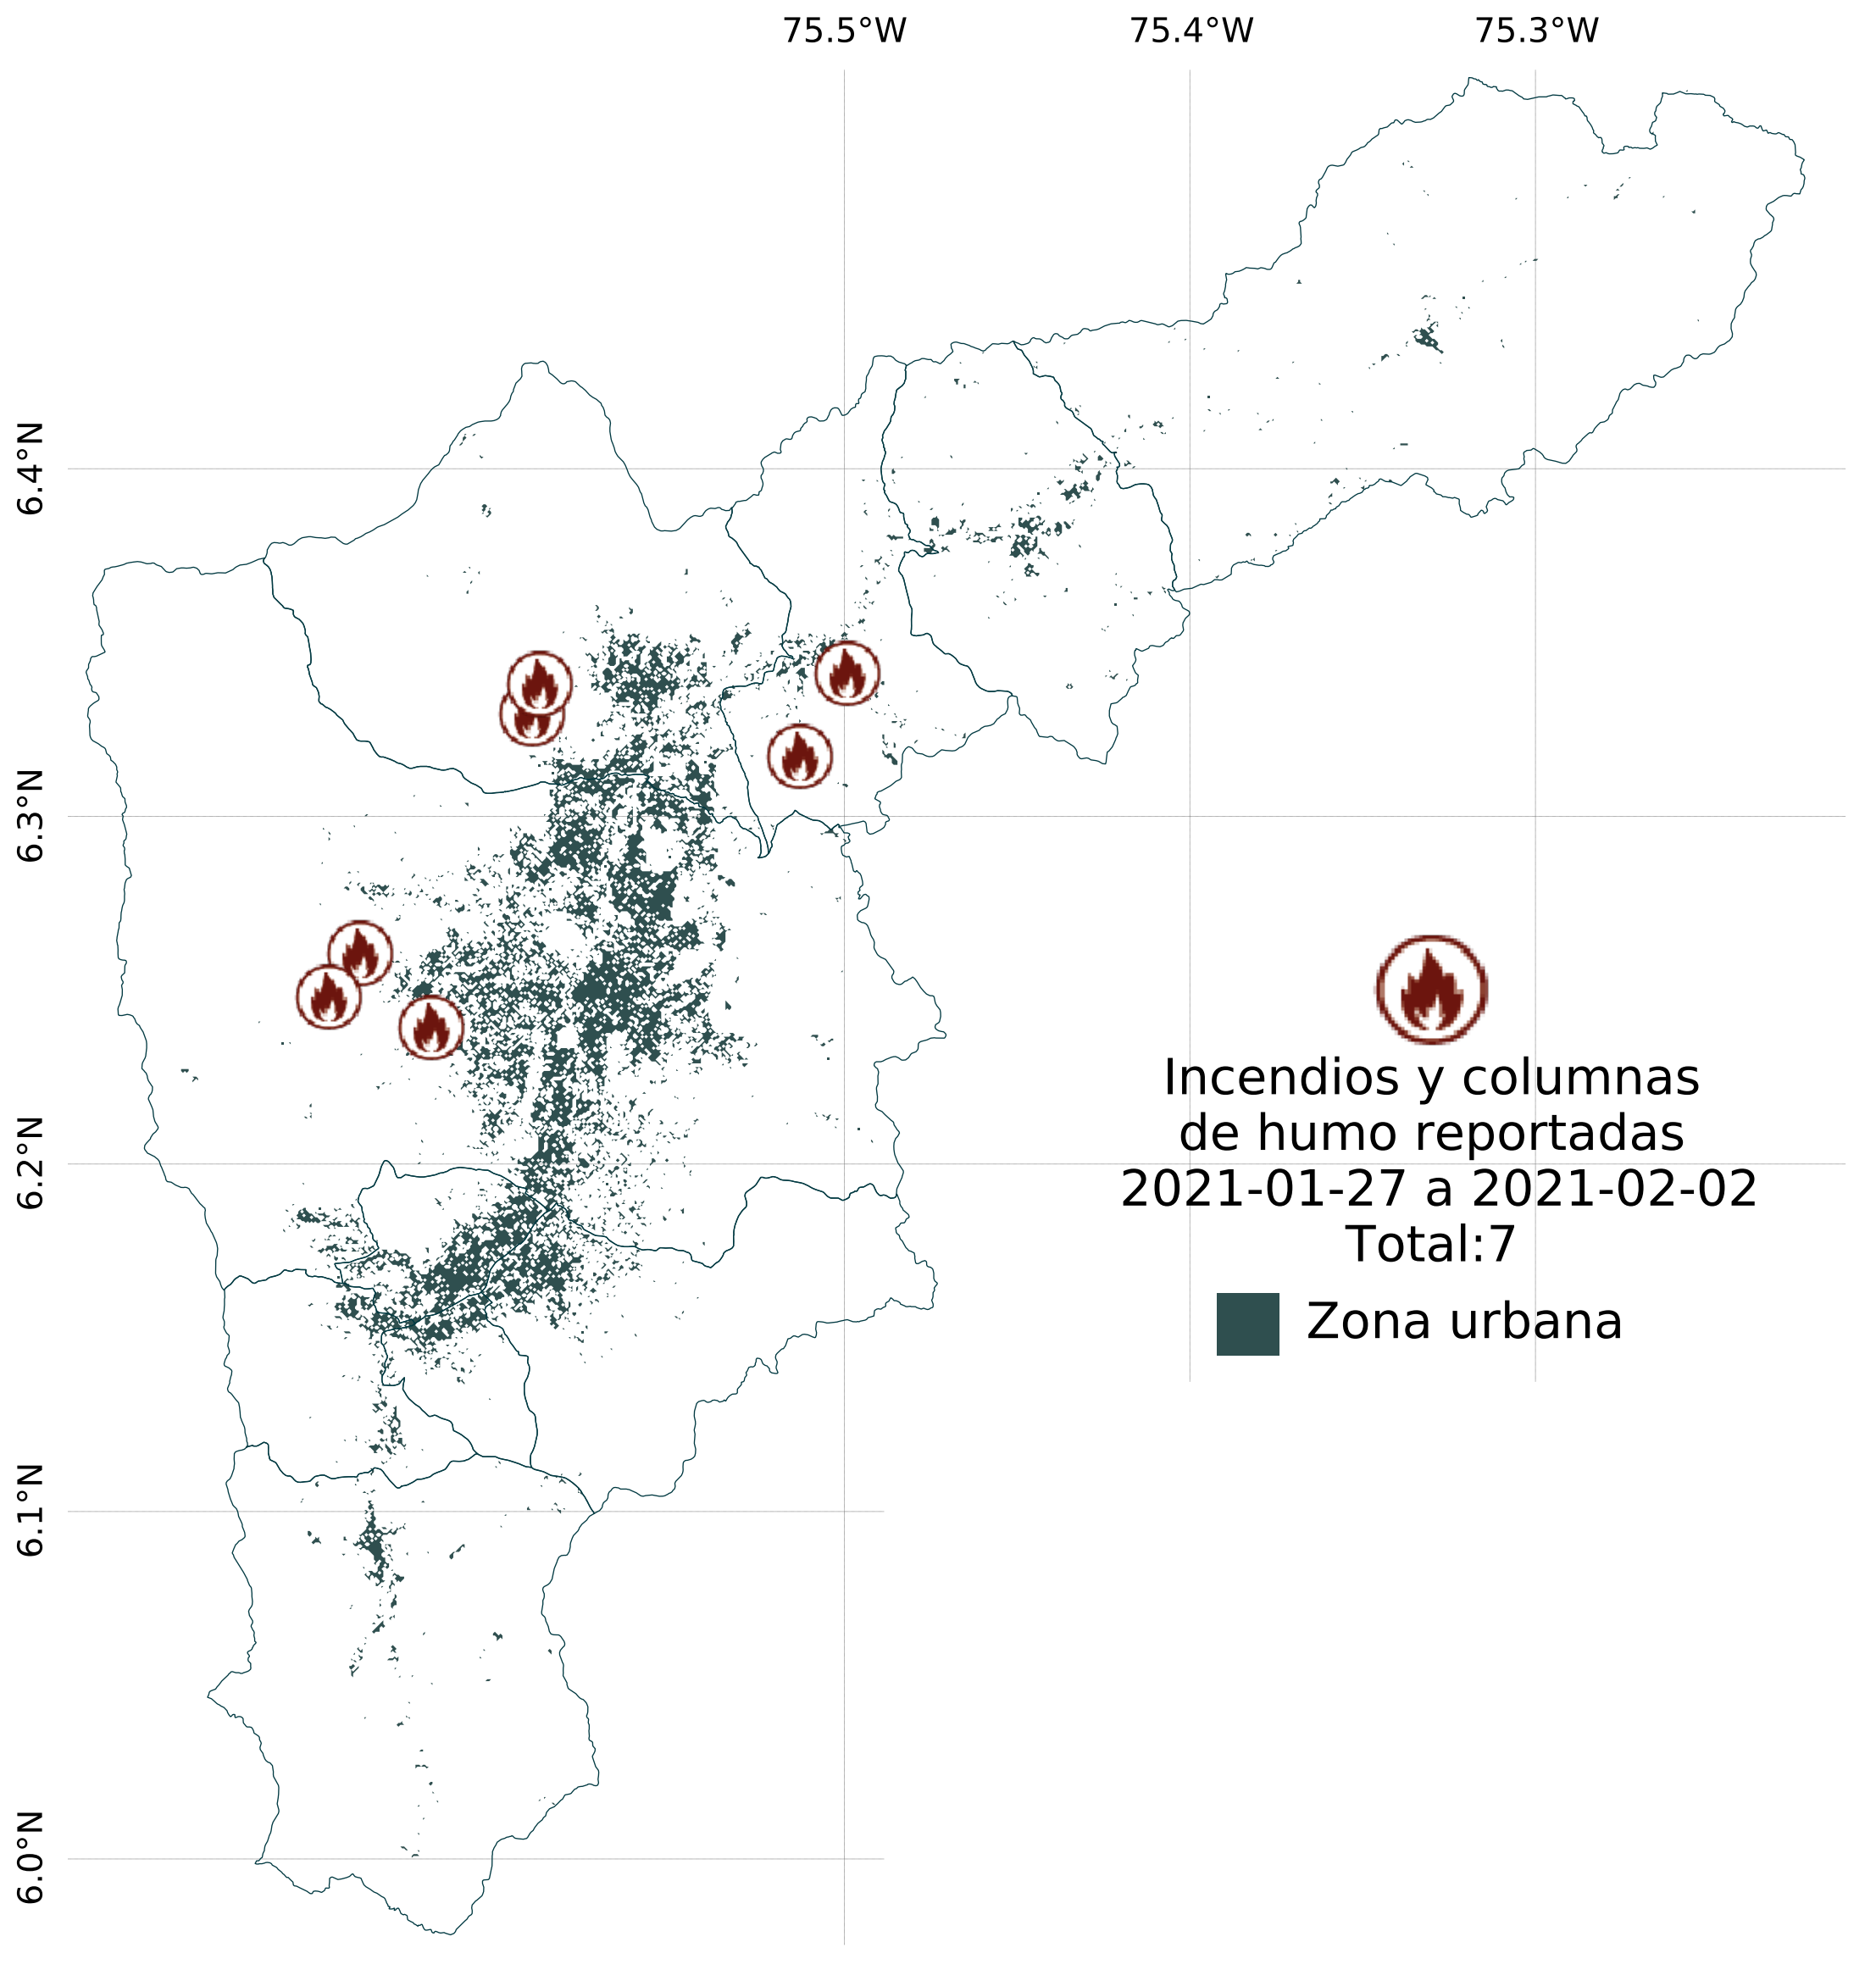 75.5°W 75.4°W 75.3°W
6.4°N
6.3°N
6.2°N
6.1°N
6.0°N
Incendios y columnas
de humo reportadas
2021-01-27 a 2021-02-02
Total:7
Zona urbana